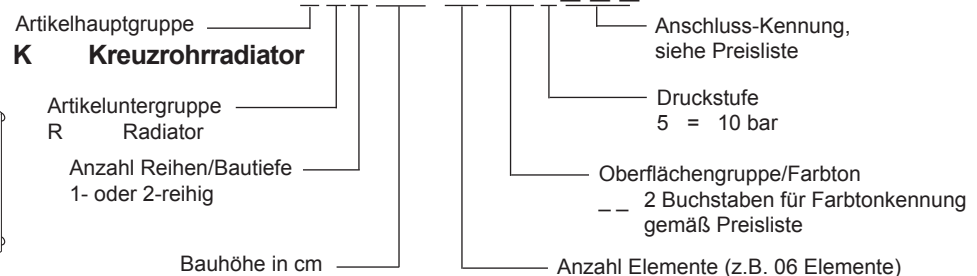 Artikelhauptgruppe
K Kreuzrohrradiator
Artikeluntergruppe
R Radiator
Anzahl Reihen/Bautiefe
1- oder 2-reihig
Bauhöhe in cm
Anschluss-Kennung,
siehe Preisliste
Druckstufe
5 = 10 bar
Oberflächengruppe/Farbton
_ _ 2 Buchstaben für Farbtonkennung
gemäß Preisliste
Anzahl Elemente (z.B. 06 Elemente)